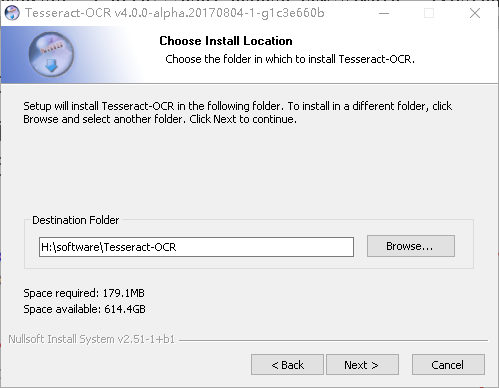 Tesseract-OCR v4.0.0-alpha.20170804-1-g1c3e660b
Choose Install Location
Choose the folder in which to install Tesseract-OCR.
Setup will install Tesseract-OCR in the following folder. To install in a different folder, click
Browse and select another folder. Click Next to continue.
Destination Folder
H:\software\Tesseract-OCR
Browse...
Space required: 179.1MB
Space available: 614.4GB
Nullsoft Install System v2.51-1+b1
< Back Next > Cancel